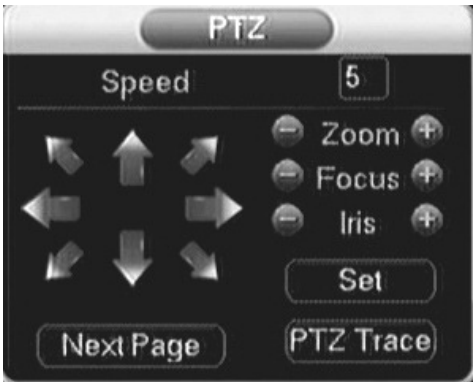 PTZ
Speed 5
Zoom
Focus
Iris
Set
Next Page PTZ Trace